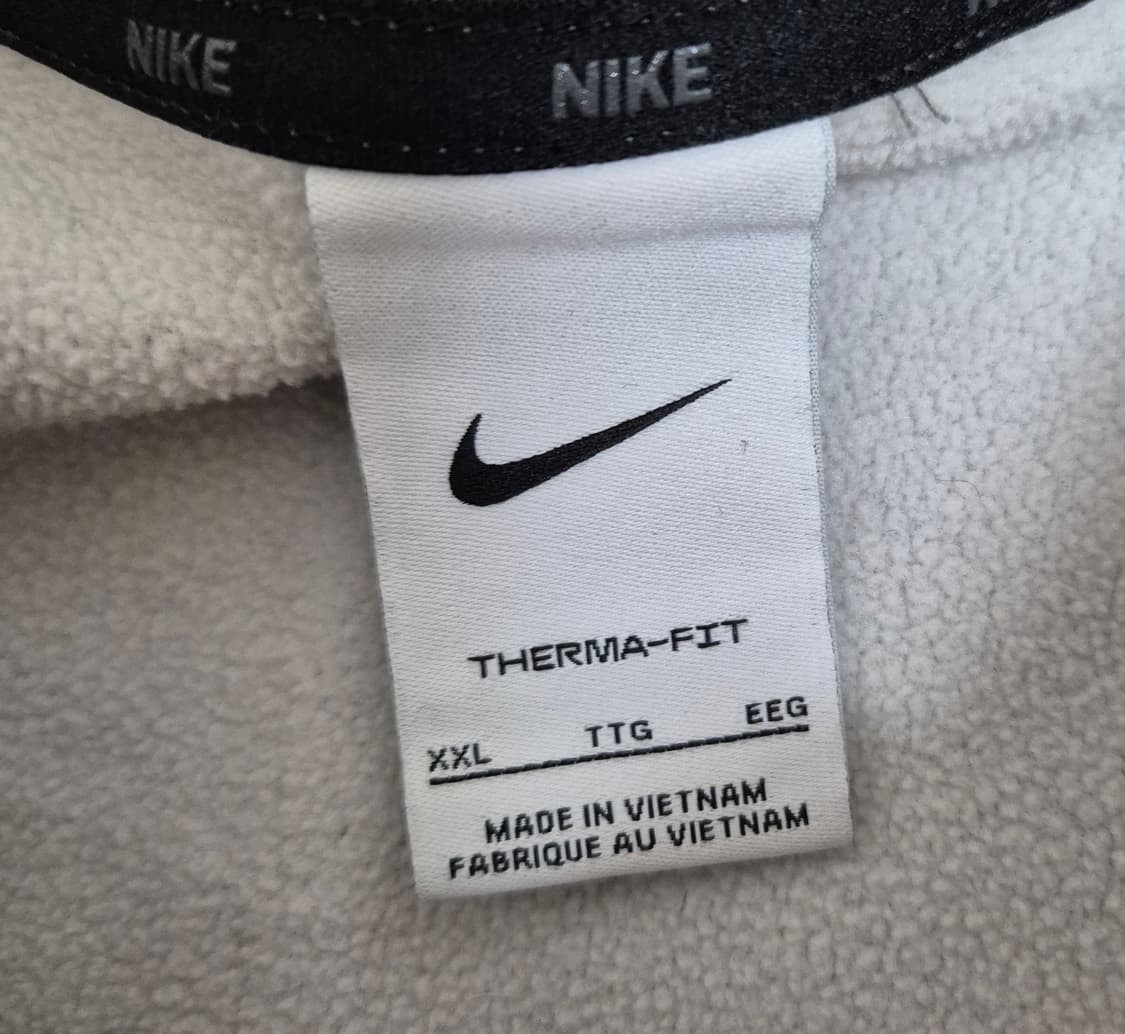 NIKE NIKE
THERMA-FIT
XXL TTG EEG
MADE IN VIETNAM
FABRIQUE AU VIETNAM